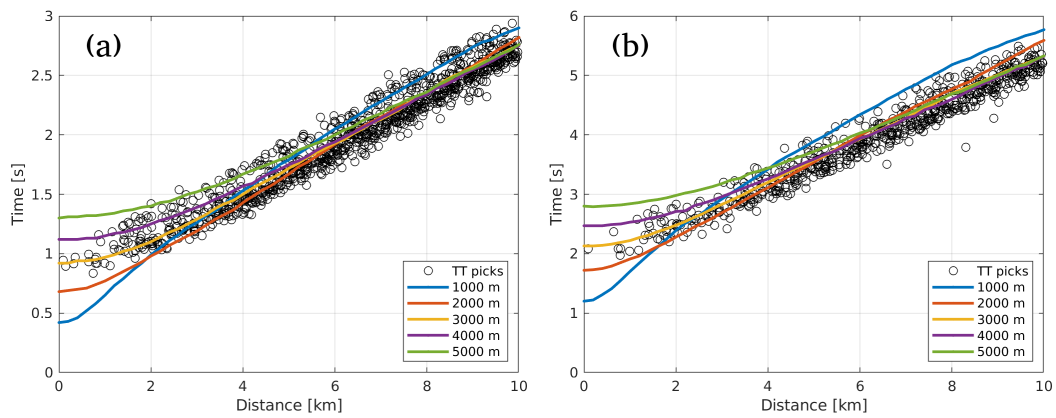 (a)
3
2.5
2
1.5
1
0.5
0
Time [s]
0 2 4 6 8 10
Distance [km]
TT picks
1000 m
2000 m
3000 m
4000 m
5000 m
(b)
6
5
4
3
2
1
0
Time [s]
0 2 4 6 8 10
Distance [km]
TT picks
1000 m
2000 m
3000 m
4000 m
5000 m